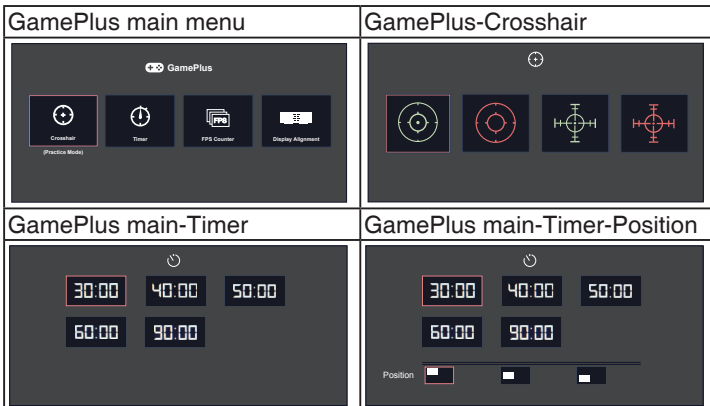 GamePlus main menu
GamePlus-Crosshair
GamePlus
Crosshair
Timer
FPS
FPS Counter
Display Alignment
(Practice Mode)
GamePlus main-Timer
GamePlus main-Timer-Position
30:00 40:00 50:00
60:00 90:00
30:00 40:00 50:00
60:00 90:00
Position